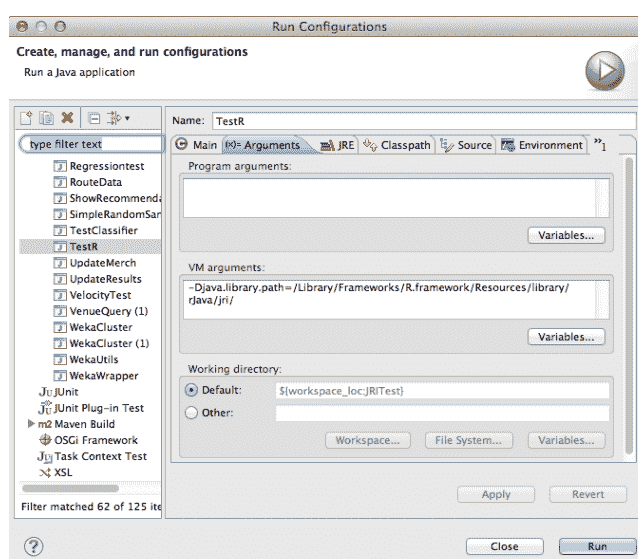 Run Configurations
Create, manage, and run configurations
Run a Java application
type filter text
Regressiontest
RouteData
ShowRecommenda
SimpleRandomSar
TestClassifier
TestR
UpdateMerch
UpdateResults
VelocityTest
VenueQuery (1)
WekaCluster
WekaCluster (1)
WekaUtils
WekaWrapper
Ju JUnit
JUnit Plug-in Test
m2 Maven Build
OSGi Framework
Task Context Test
XSL
Filter matched 62 of 125 ite
Name: TestR
Main (x)= Arguments JRE Classpath Source Environment »1
Program arguments:
Variables...
VM arguments:
-Djava.library.path=/Library/Frameworks/R.framework/Resources/library/
rJava/jri/
Variables...
Working directory:
Default: ${workspace_loc:JRITest}
Other:
Workspace... File System... Variables...
Apply Revert
? Close Run